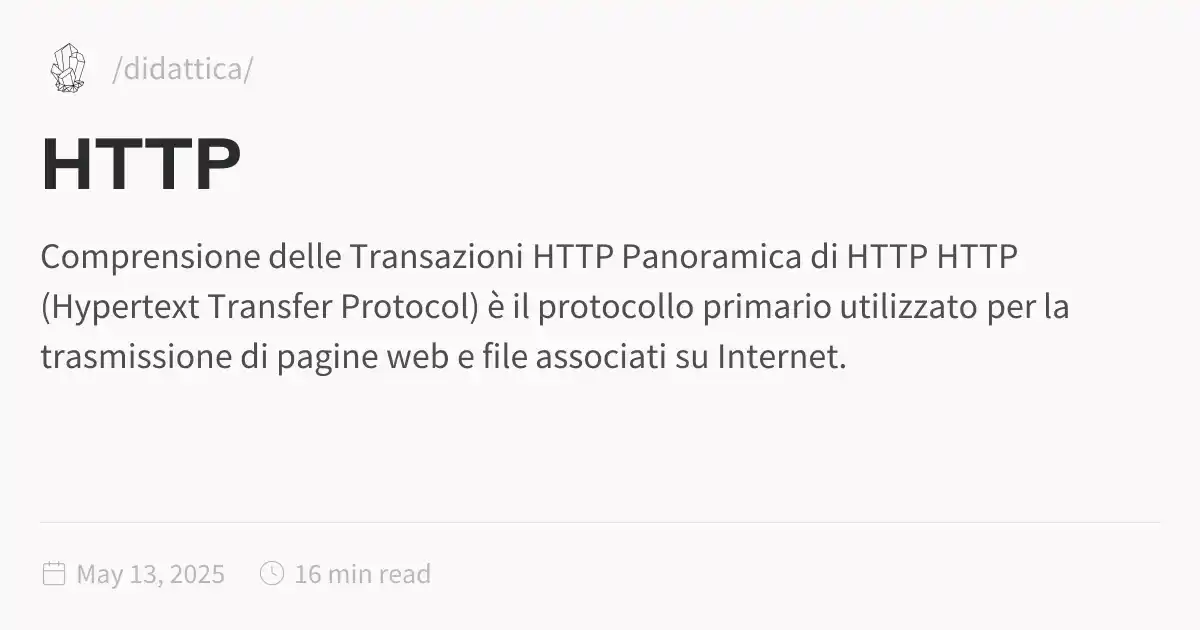 /didattica/
HTTP
Comprensione delle Transazioni HTTP Panoramica di HTTP HTTP
(Hypertext Transfer Protocol) è il protocollo primario utilizzato per la
trasmissione di pagine web e file associati su Internet.
May 13, 2025 16 min read